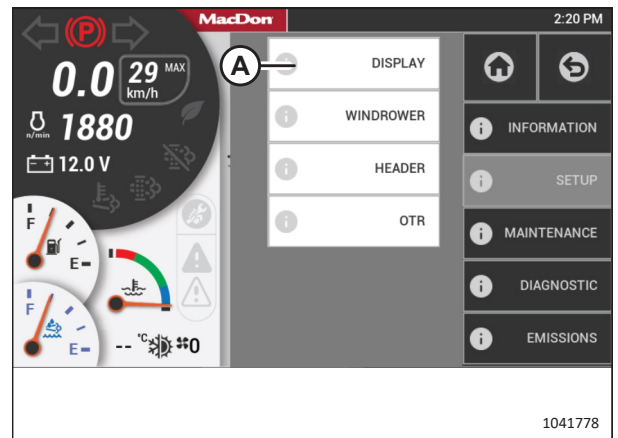 MacDon
2:20 PM
P
0.0
29 MAX
km/h
n/min
1880
12.0 V
F
E
F
E
-- °C
0
A
DISPLAY
WINDROWER
HEADER
OTR
i INFORMATION
i SETUP
i MAINTENANCE
i DIAGNOSTIC
i EMISSIONS
1041778